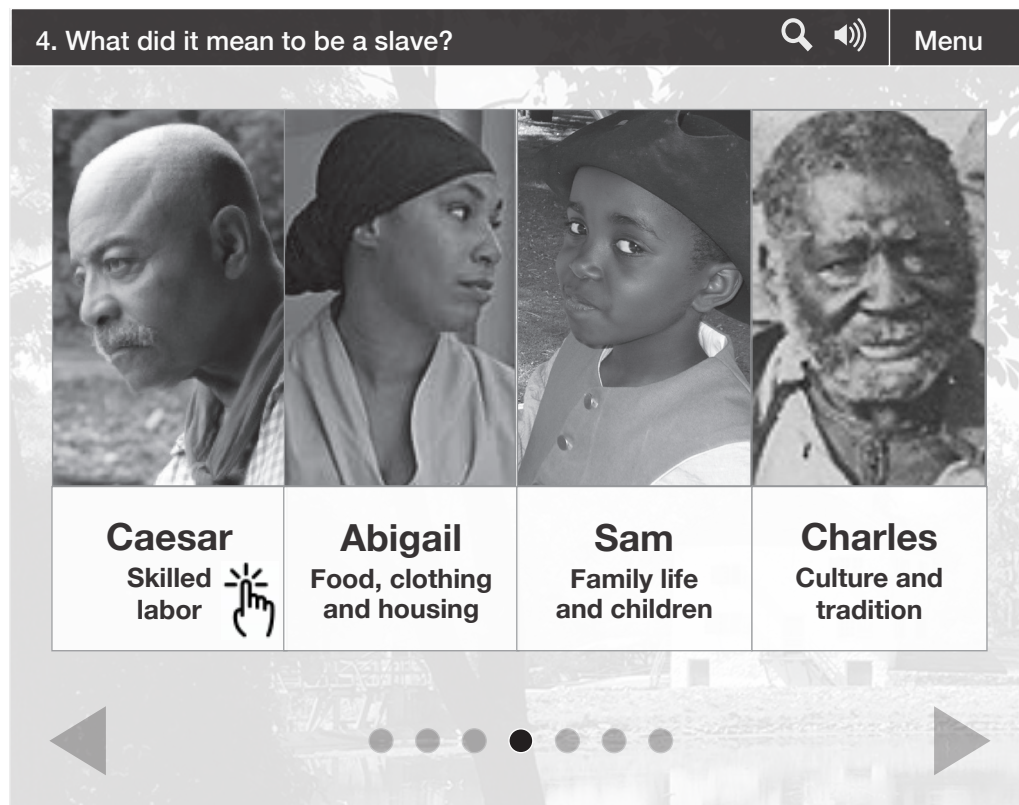 4. What did it mean to be a slave?
Menu
Caesar
Skilled
labor
Abigail
Food, clothing
and housing
Sam
Family life
and children
Charles
Culture and
tradition